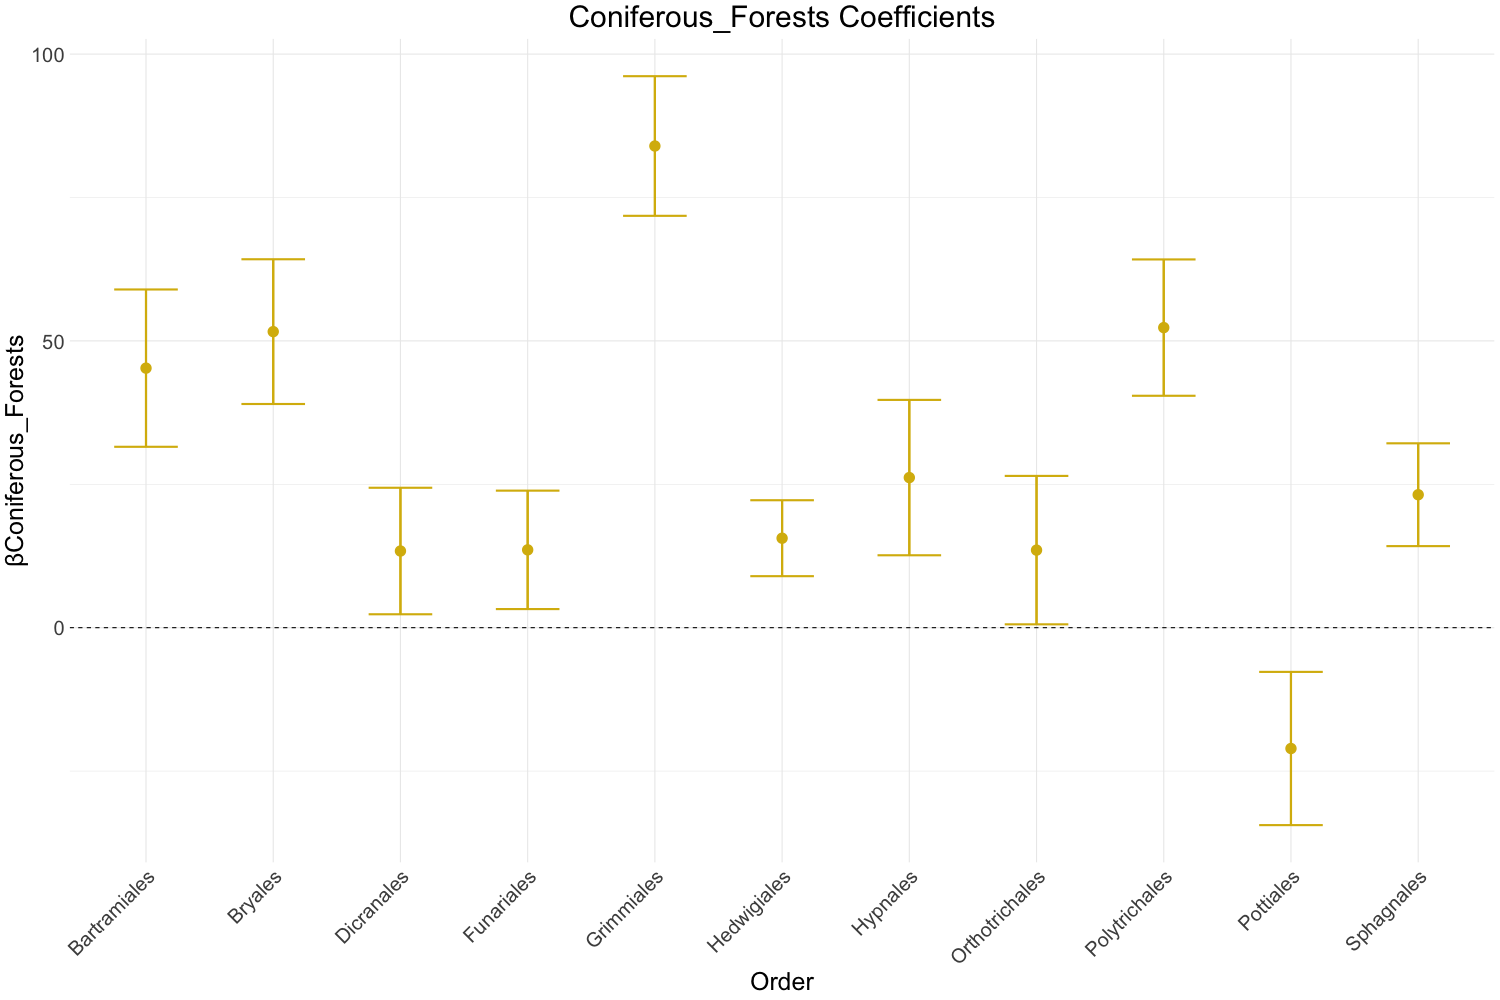 Coniferous_Forests Coefficients
βConiferous_Forests
100
50
0
Bartramiales
Bryales
Dicranales
Funariales
Grimmiales
Hedwigiales
Hypnales
Orthotrichales
Polytrichales
Pottiales
Sphagnales
Order